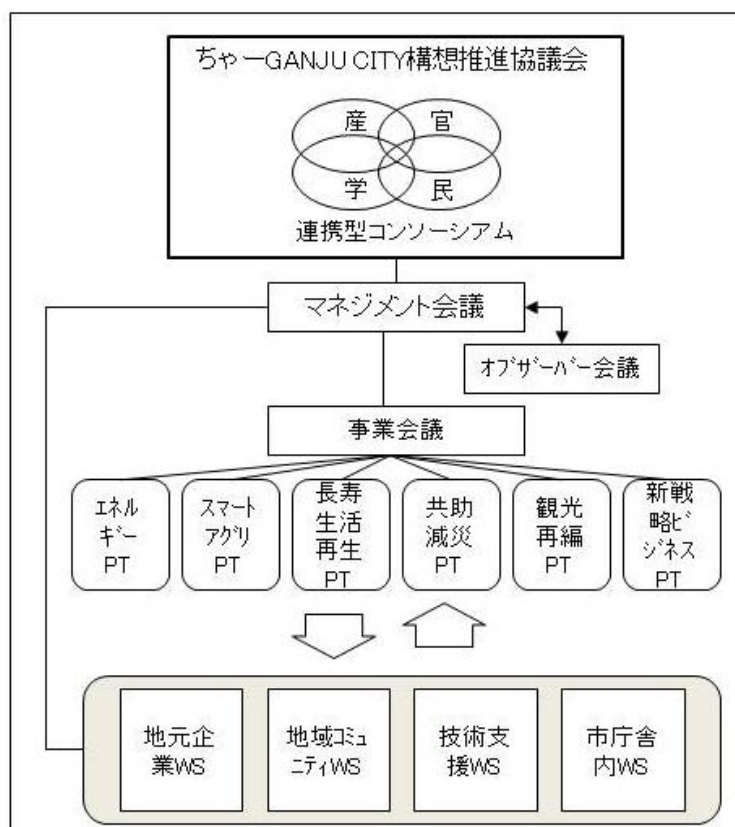 ちゃーGANJU CITY構想推進協議会
産
官
学
民
連携型コンソーシアム
マネジメント会議
オブザーバー会議
事業会議
エネル
ギー
PT
スマート
アグリ
PT
長寿
生活
再生
PT
共助
減災
PT
観光
再編
PT
新戦
略ビ
ジネス
PT
地元企
業WS
地域コミュ
ニティWS
技術支
援WS
市庁舎
内WS